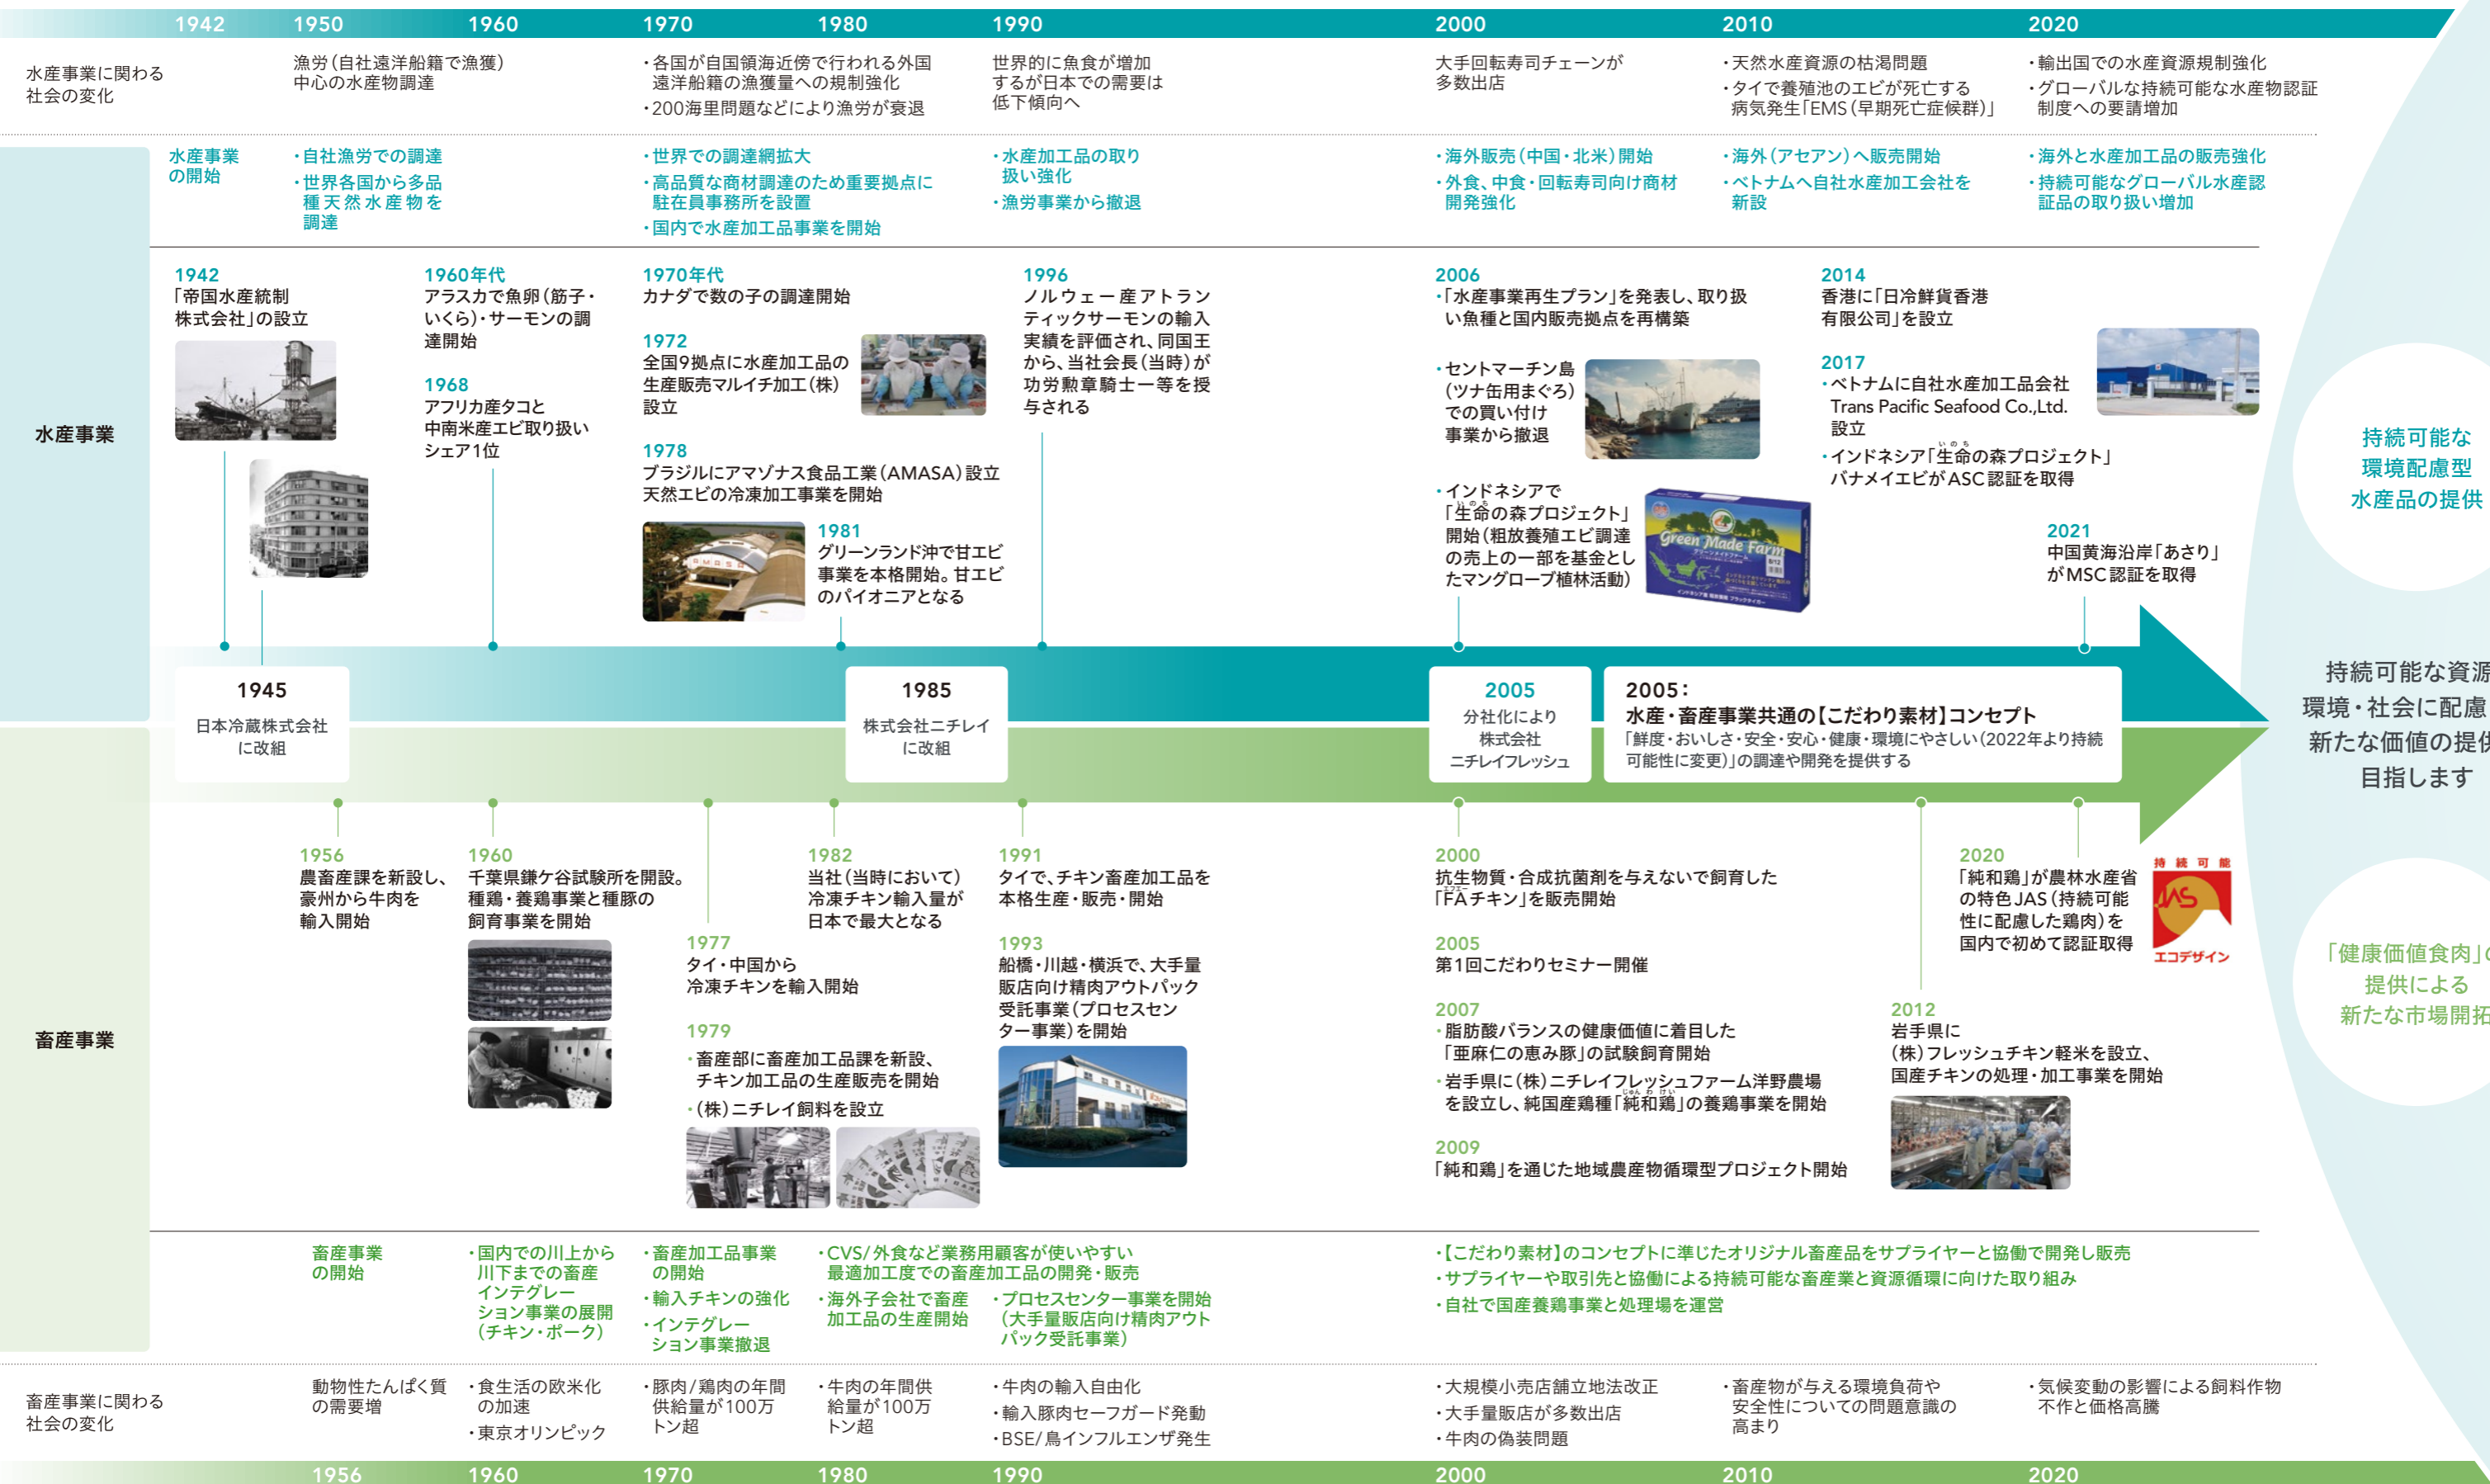 1942 1950 1960 1970 1980 1990 2000 2010 2020
水産事業に関わる
社会の変化
漁労（自社遠洋船籍で漁獲）
中心の水産物調達
・各国が自国領海近傍で行われる外国
遠洋船籍の漁獲量への規制強化
・200海里問題などにより漁労が衰退
世界的に魚食が増加
するが日本での需要は
低下傾向へ
大手回転寿司チェーンが
多数出店
・天然水産資源の枯渇問題
・タイで養殖池のエビが死亡する
病気発生「EMS（早期死亡症候群）」
・輸出国での水産資源規制強化
・グローバルな持続可能な水産物認証
制度への要請増加
水産事業
水産事業
の開始
・自社漁労での調達
・世界各国から多品
種天然水産物を
調達
・世界での調達網拡大
・高品質な商材調達のため重要拠点に
駐在員事務所を設置
・国内で水産加工品事業を開始
・水産加工品の取り
扱い強化
・漁労事業から撤退
・海外販売（中国・北米）開始
・外食、中食・回転寿司向け商材
開発強化
・海外（アセアン）へ販売開始
・ベトナムへ自社水産加工会社を
新設
・海外と水産加工品の販売強化
・持続可能なグローバル水産認
証品の取り扱い増加
1942
「帝国水産統制
株式会社」の設立
1960年代
アラスカで魚卵（筋子・
いくら）・サーモンの調
達開始
1968
アフリカ産タコと
中南米産エビ取り扱い
シェア1位
1970年代
カナダで数の子の調達開始
1972
全国9拠点に水産加工品の
生産販売マルイチ加工（株）
設立
1978
ブラジルにアマゾナス食品工業（AMASA）設立
天然エビの冷凍加工事業を開始
AMASA
1981
グリーンランド沖で甘エビ
事業を本格開始。甘エビ
のパイオニアとなる
1996
ノルウェー産アトラン
ティックサーモンの輸入
実績を評価され、同国王
から、当社会長（当時）が
功労勲章騎士一等を授
与される
2006
・「水産事業再生プラン」を発表し、取り扱
い魚種と国内販売拠点を再構築
・セントマーチン島
（ツナ缶用まぐろ）
での買い付け
事業から撤退
・インドネシアで
「生命の森プロジェクト」
いのち
開始（粗放養殖エビ調達
の売上の一部を基金とし
たマングローブ植林活動）
Green Made Farm
グリーンメイドファーム
8/12
インドネシア産 粗放養殖 ブラックタイガー
2014
香港に「日冷鮮貨香港
有限公司」を設立
2017
・ベトナムに自社水産加工品会社
Trans Pacific Seafood Co.,Ltd.
設立
いのち
・インドネシア「生命の森プロジェクト」
バナメイエビがASC認証を取得
2021
中国黄海沿岸「あさり」
がMSC認証を取得
持続可能な
環境配慮型
水産品の提供
1945
日本冷蔵株式会社
に改組
1985
株式会社ニチレイ
に改組
2005
分社化により
株式会社
ニチレイフレッシュ
2005：
水産・畜産事業共通の【こだわり素材】コンセプト
「鮮度・おいしさ・安全・安心・健康・環境にやさしい（2022年より持続
可能性に変更）」の調達や開発を提供する
持続可能な資源
環境・社会に配慮
新たな価値の提供
目指します
畜産事業
1956
農畜産課を新設し、
豪州から牛肉を
輸入開始
1960
千葉県鎌ケ谷試験所を開設。
種鶏・養鶏事業と種豚の
飼育事業を開始
1977
タイ・中国から
冷凍チキンを輸入開始
1979
・畜産部に畜産加工品課を新設、
チキン加工品の生産販売を開始
・（株）ニチレイ飼料を設立
1982
当社（当時において）
冷凍チキン輸入量が
日本で最大となる
1991
タイで、チキン畜産加工品を
本格生産・販売・開始
1993
船橋・川越・横浜で、大手量
販店向け精肉アウトパック
受託事業（プロセスセン
ター事業）を開始
2000
抗生物質・合成抗菌剤を与えないで飼育した
エフエー
「FAチキン」を販売開始
2005
第1回こだわりセミナー開催
2007
・脂肪酸バランスの健康価値に着目した
「亜麻仁の恵み豚」の試験飼育開始
・岩手県に（株）ニチレイフレッシュファーム洋野農場
じゅんわけい
を設立し、純国産鶏種「純和鶏」の養鶏事業を開始
2009
「純和鶏」を通じた地域農産物循環型プロジェクト開始
2012
岩手県に
（株）フレッシュチキン軽米を設立、
国産チキンの処理・加工事業を開始
2020
「純和鶏」が農林水産省
の特色JAS（持続可能
性に配慮した鶏肉）を
国内で初めて認証取得
持続可能
JAS
エコデザイン
「健康価値食肉」の
提供による
新たな市場開拓
畜産事業
の開始
・国内での川上から
川下までの畜産
インテグレー
ション事業の展開
（チキン・ポーク）
・畜産加工品事業
の開始
・輸入チキンの強化
・インテグレー
ション事業撤退
・CVS/外食など業務用顧客が使いやすい
最適加工度での畜産加工品の開発・販売
・海外子会社で畜産
加工品の生産開始
・プロセスセンター事業を開始
（大手量販店向け精肉アウト
パック受託事業）
・【こだわり素材】のコンセプトに準じたオリジナル畜産品をサプライヤーと協働で開発し販売
・サプライヤーや取引先と協働による持続可能な畜産業と資源循環に向けた取り組み
・自社で国産養鶏事業と処理場を運営
畜産事業に関わる
社会の変化
動物性たんぱく質
の需要増
・食生活の欧米化
の加速
・東京オリンピック
・豚肉/鶏肉の年間
供給量が100万
トン超
・牛肉の年間供
給量が100万
トン超
・牛肉の輸入自由化
・輸入豚肉セーフガード発動
・BSE/鳥インフルエンザ発生
・大規模小売店舗立地法改正
・大手量販店が多数出店
・牛肉の偽装問題
・畜産物が与える環境負荷や
安全性についての問題意識の
高まり
・気候変動の影響による飼料作物
不作と価格高騰
1956 1960 1970 1980 1990 2000 2010 2020